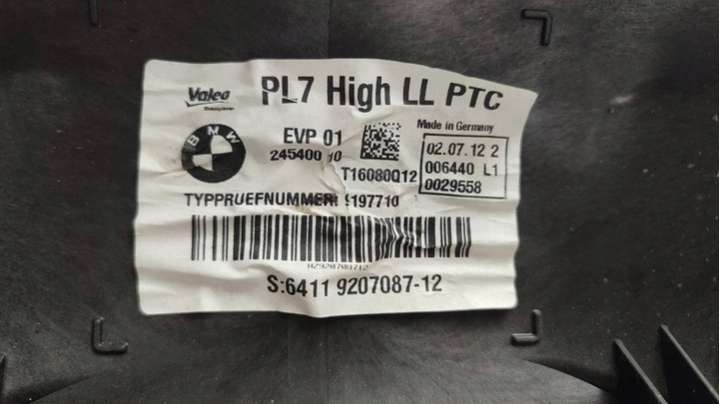 Valeo
PL7 High LL PTC
BMW
EVP 01
245400 10
T16080Q12
Made in Germany
02.07.12 2
006440 L1
0029558
TYPPRUEFNUMMER: 9197710
S:6411 9207087-12